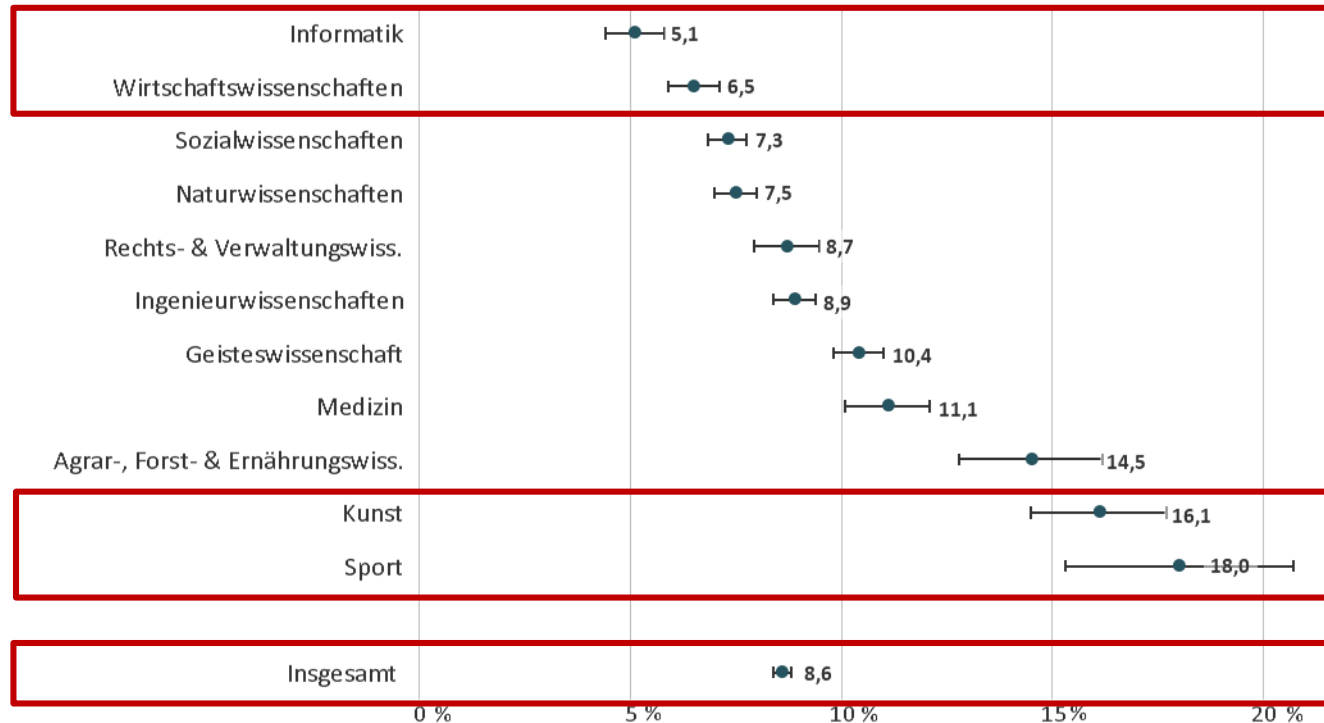 Informatik 5,1
Wirtschaftswissenschaften 6,5
Sozialwissenschaften 7,3
Naturwissenschaften 7,5
Rechts- & Verwaltungswiss. 8,7
Ingenieurwissenschaften 8,9
Geisteswissenschaft 10,4
Medizin 11,1
Agrar-, Forst- & Ernährungswiss. 14,5
Kunst 16,1
Sport 18,0
Insgesamt 8,6
0 % 5 % 10 % 15 % 20 %